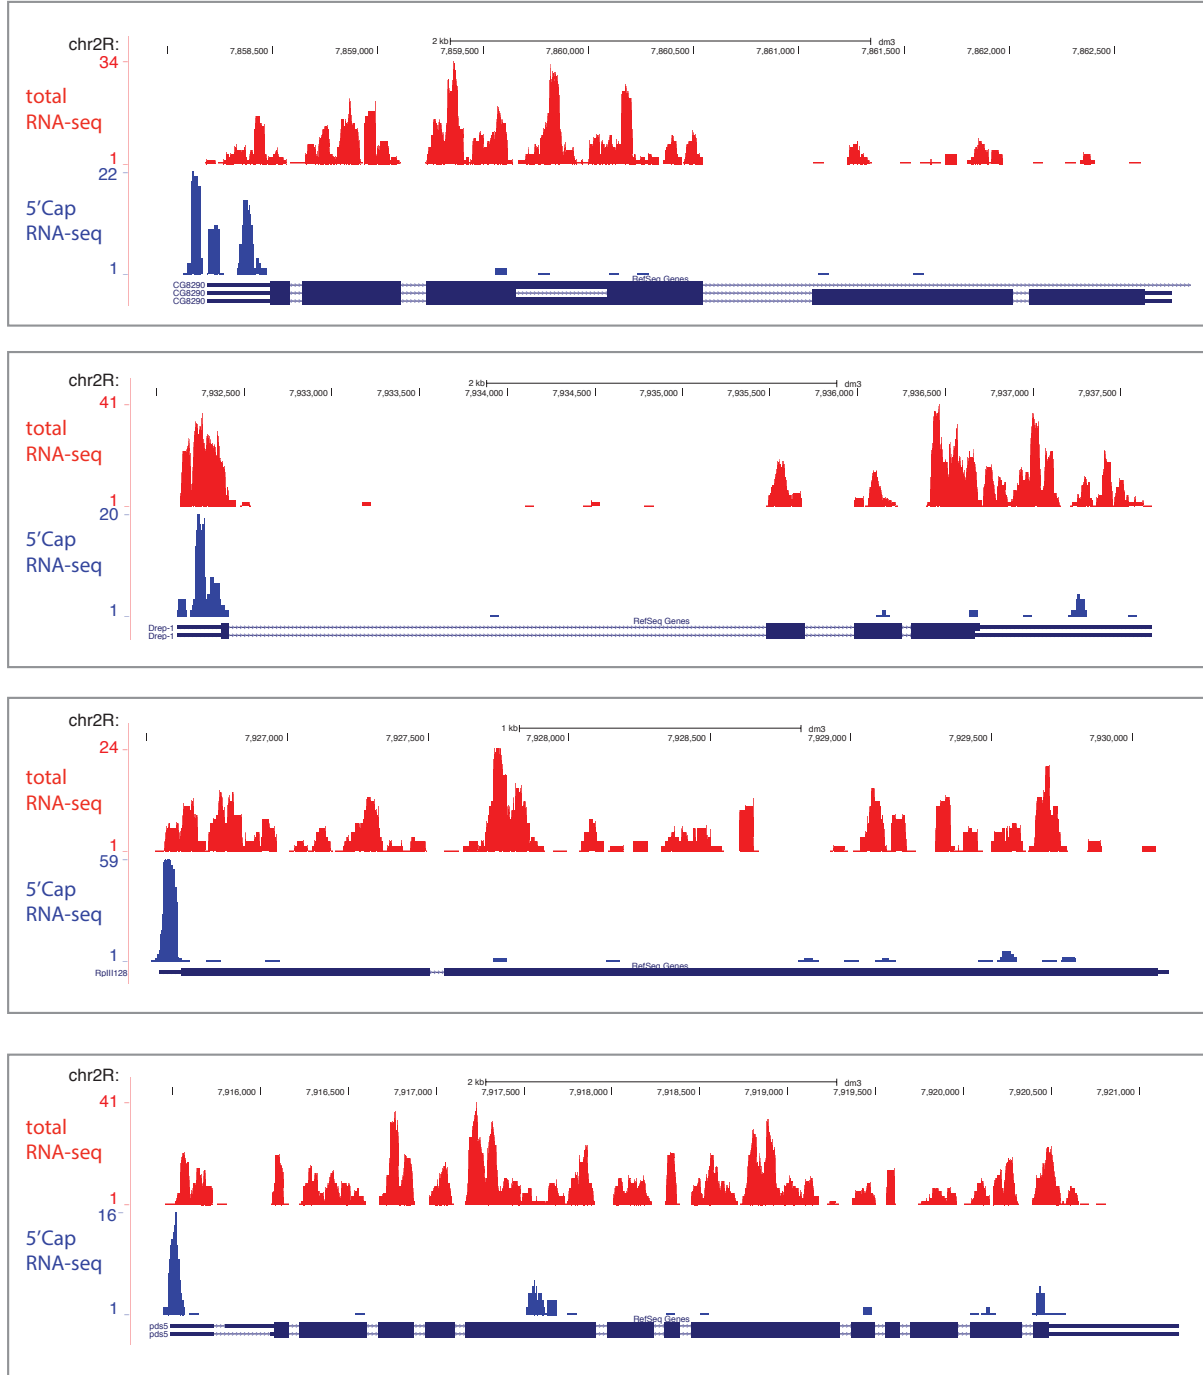 chr2R:
2 kb
dm3
7,858,500
7,859,000
7,859,500
7,860,000
7,860,500
7,861,000
7,861,500
7,862,000
7,862,500
34
total
RNA-seq
1
22
5'Cap
RNA-seq
1
RefSeq Genes
CG8290
CG8290
CG8290
chr2R:
2 kb
dm3
7,932,500
7,933,000
7,933,500
7,934,000
7,934,500
7,935,000
7,935,500
7,936,000
7,936,500
7,937,000
7,937,500
41
total
RNA-seq
1
20
5'Cap
RNA-seq
1
RefSeq Genes
Drep-1
Drep-1
chr2R:
1 kb
dm3
7,927,000
7,927,500
7,928,000
7,928,500
7,929,000
7,929,500
7,930,000
24
total
RNA-seq
1
59
5'Cap
RNA-seq
1
RefSeq Genes
RpIII128
chr2R:
2 kb
dm3
7,916,000
7,916,500
7,917,000
7,917,500
7,918,000
7,918,500
7,919,000
7,919,500
7,920,000
7,920,500
7,921,000
41
total
RNA-seq
1
16
5'Cap
RNA-seq
1
RefSeq Genes
pds5
pds5